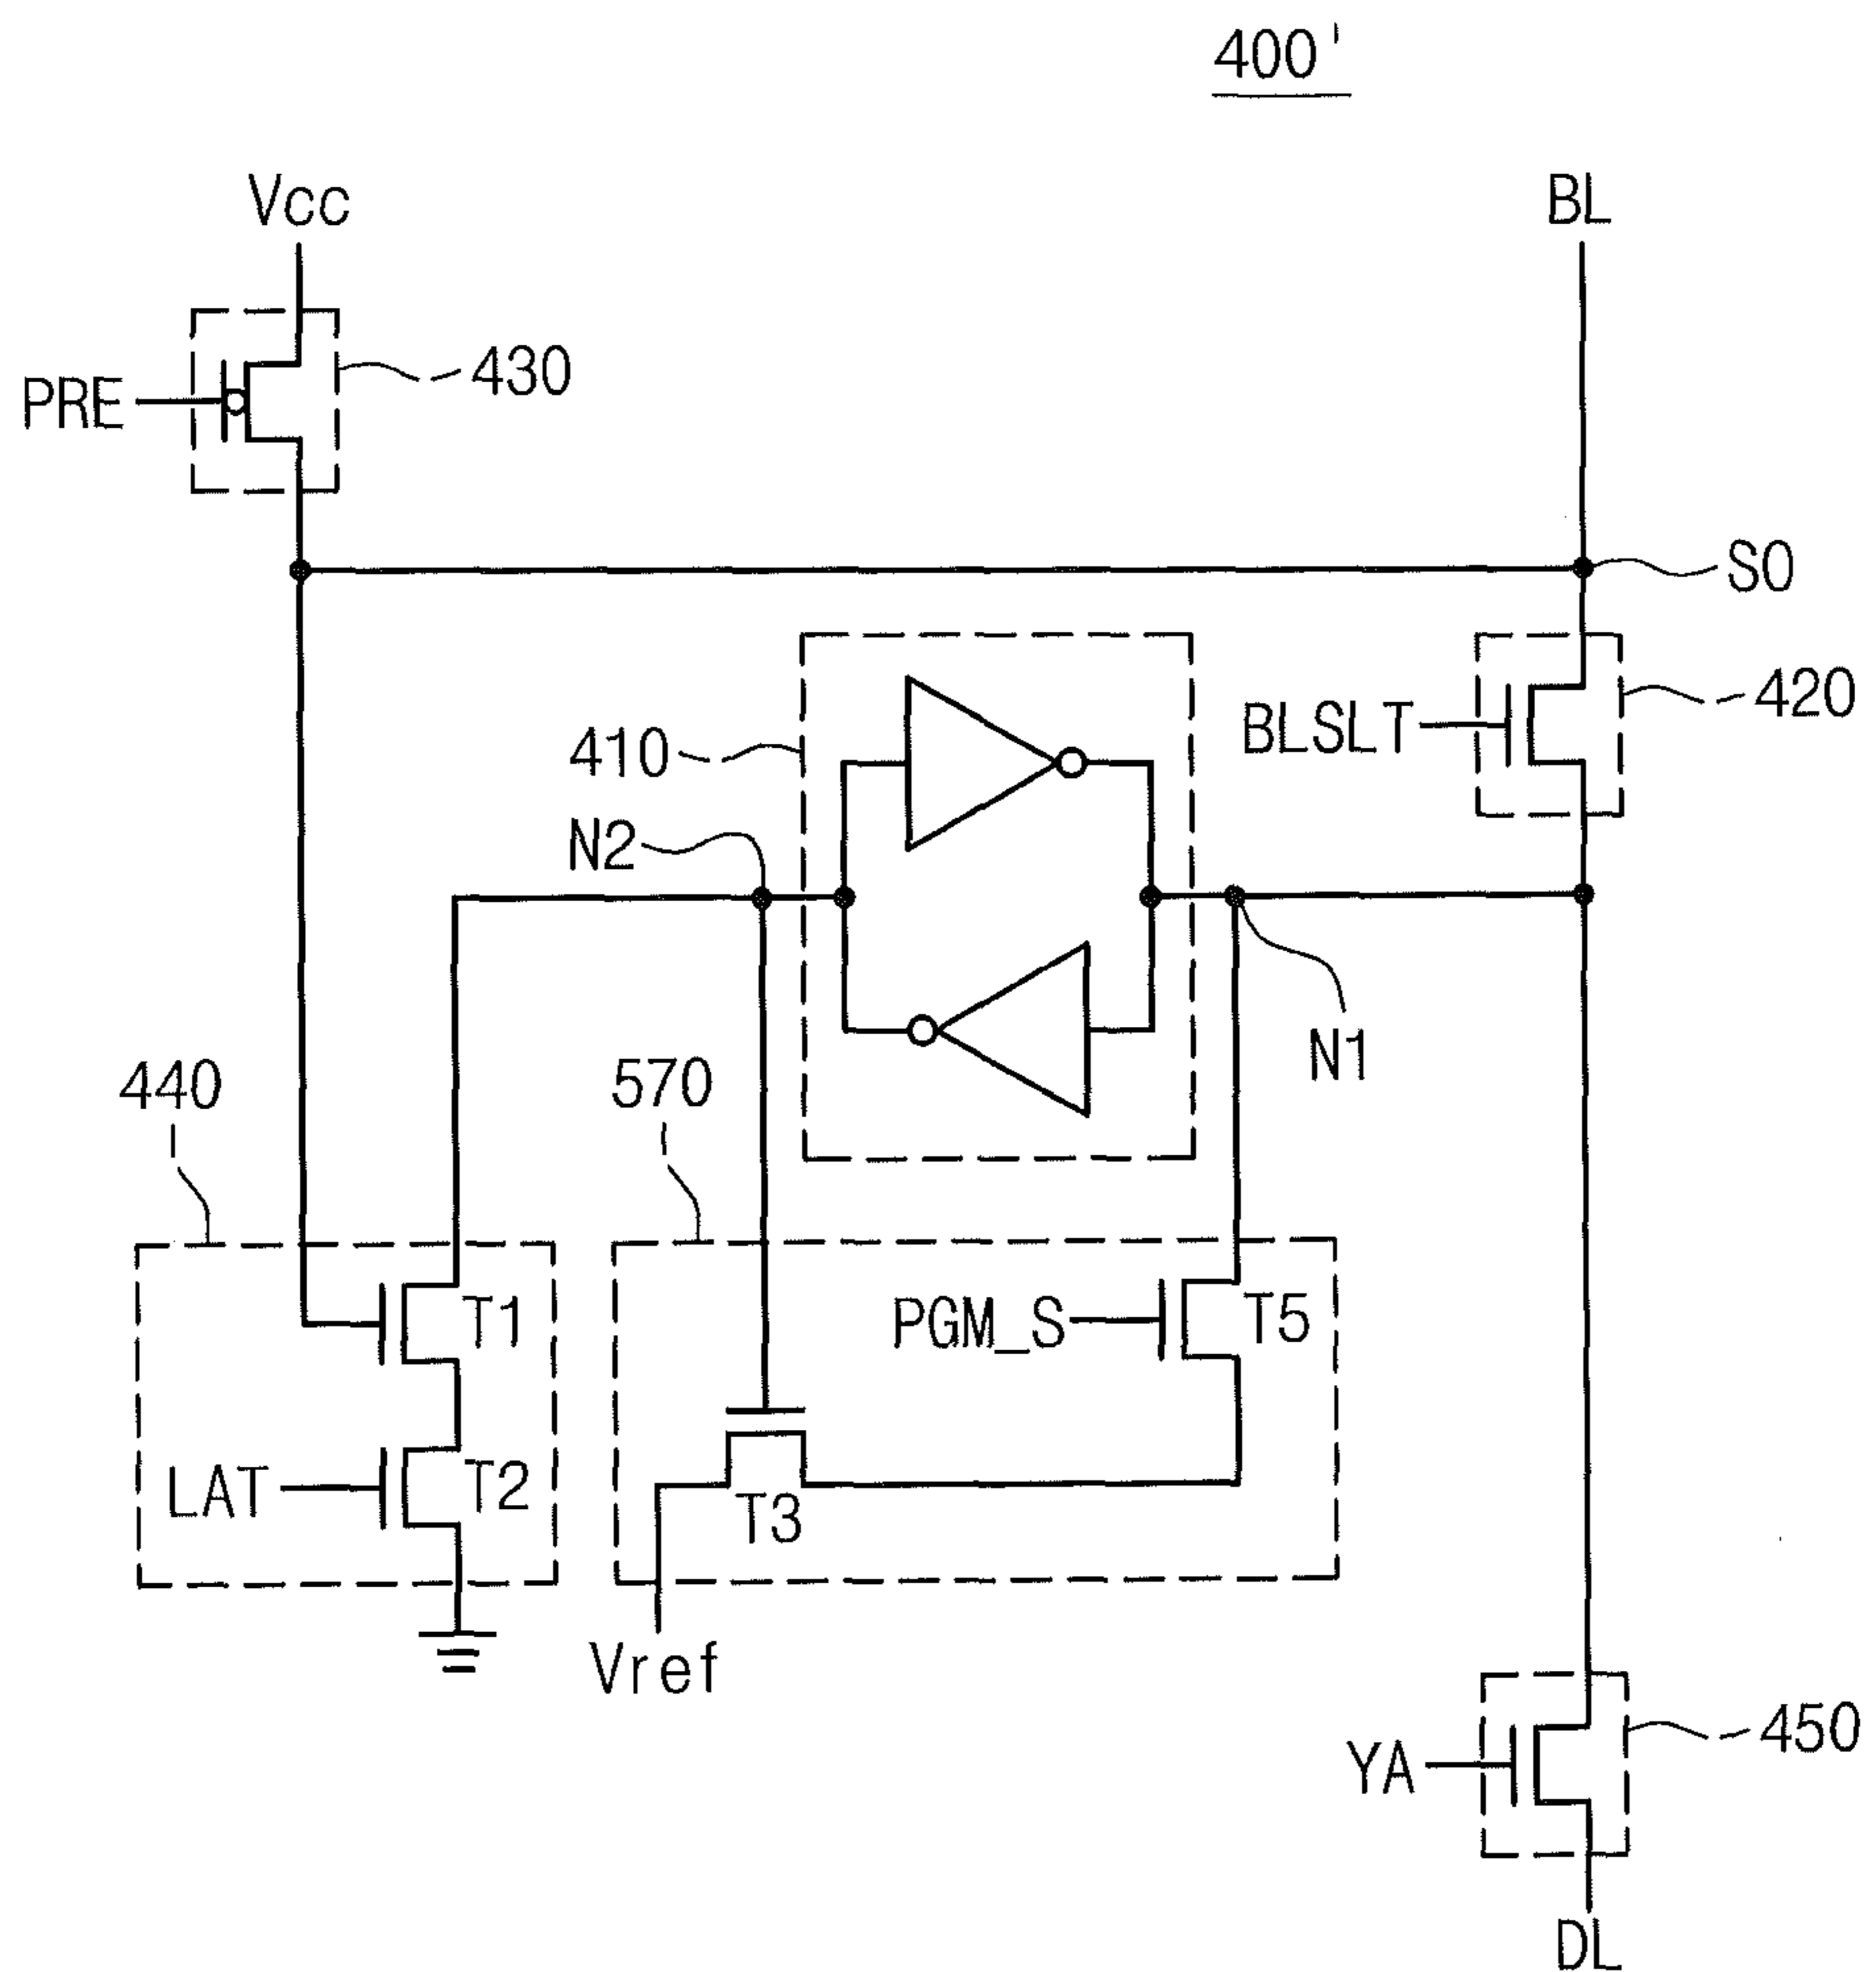 400'
Vcc
BL
PRE
430
S0
BLSLT
420
410
N2
N1
440
570
T1
PGM_S
T5
LAT
T2
T3
Vref
YA
450
DL